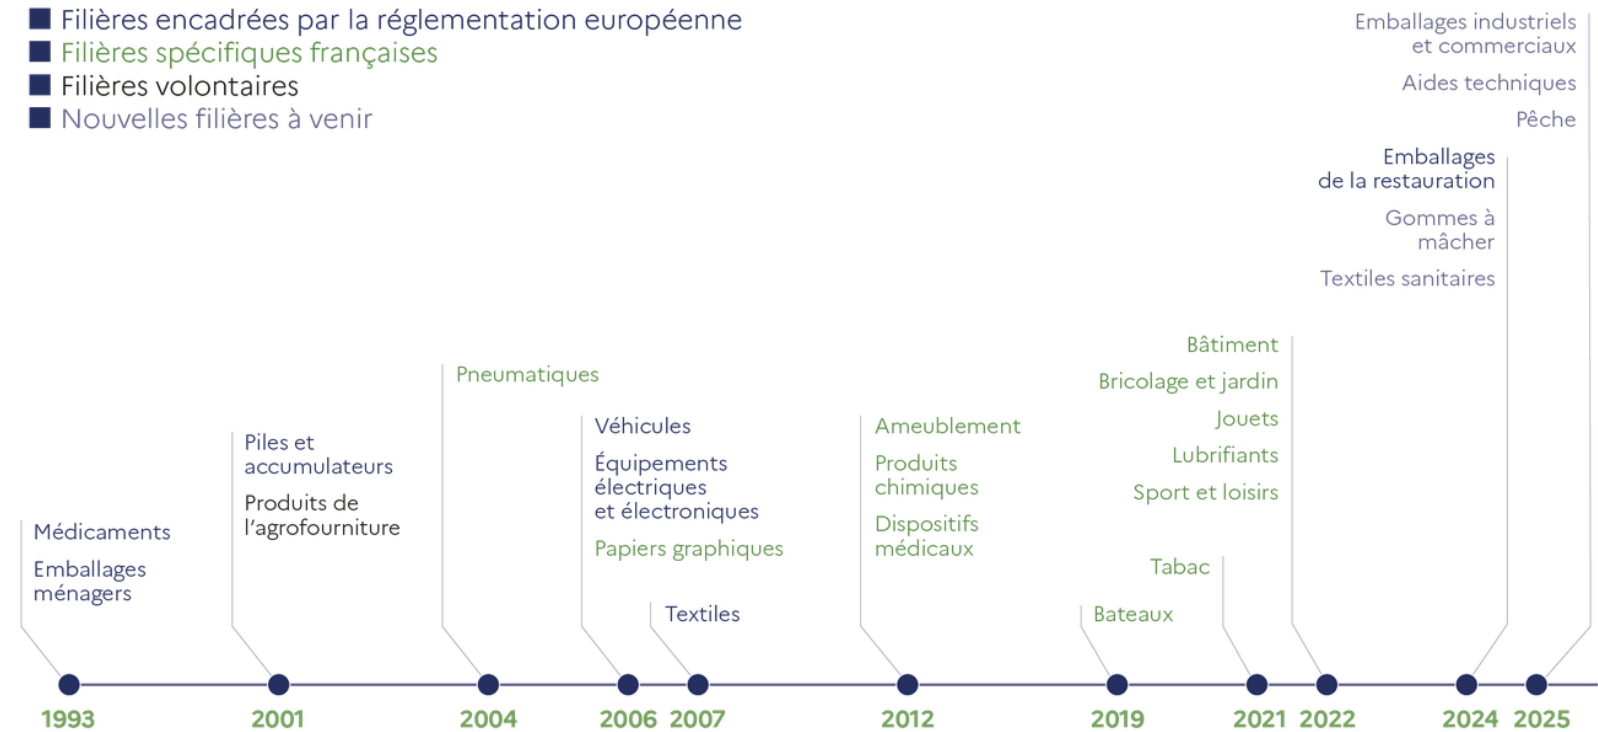 Filières encadrées par la réglementation européenne
Filières spécifiques françaises
Filières volontaires
Nouvelles filières à venir
Médicaments
Emballages
ménagers
Piles et
accumulateurs
Produits de
l'agrofourniture
Pneumatiques
Véhicules
Équipements
électriques
et électroniques
Papiers graphiques
Textiles
Ameublement
Produits
chimiques
Dispositifs
médicaux
Bateaux
Tabac
Bâtiment
Bricolage et jardin
Jouets
Lubrifiants
Sport et loisirs
Emballages
de la restauration
Gommes à
mâcher
Textiles sanitaires
Emballages industriels
et commerciaux
Aides techniques
Pêche
1993
2001
2004
2006
2007
2012
2019
2021
2022
2024
2025